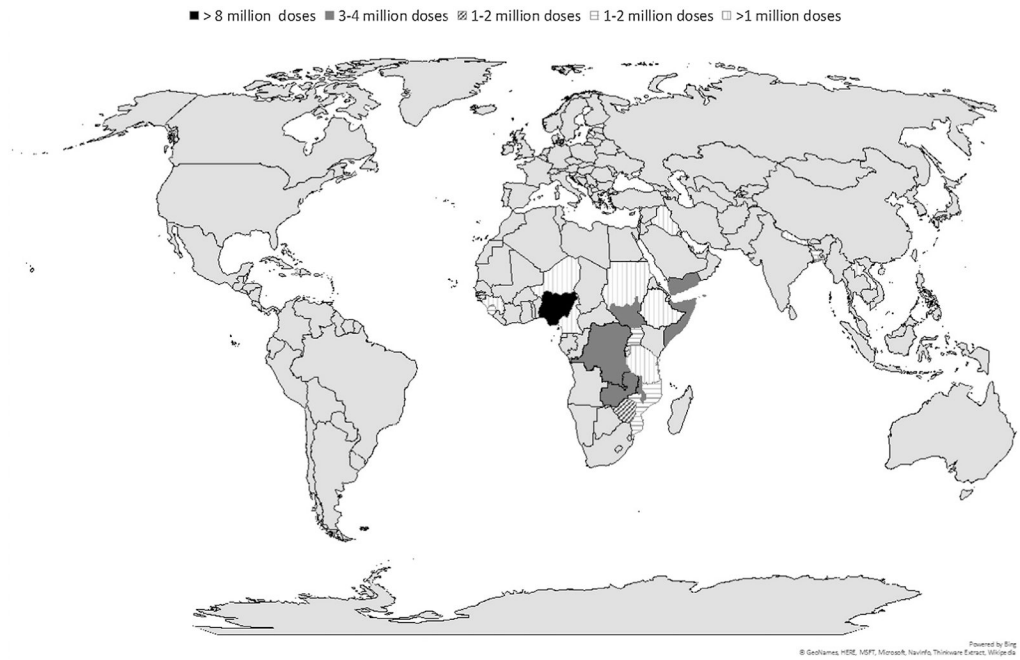 > 8 million doses 3-4 million doses 1-2 million doses 1-2 million doses >1 million doses
Powered by Bing
© GeoNames, HERE, MSFT, Microsoft, NavInfo, Thinkware Extract, Wikipedia